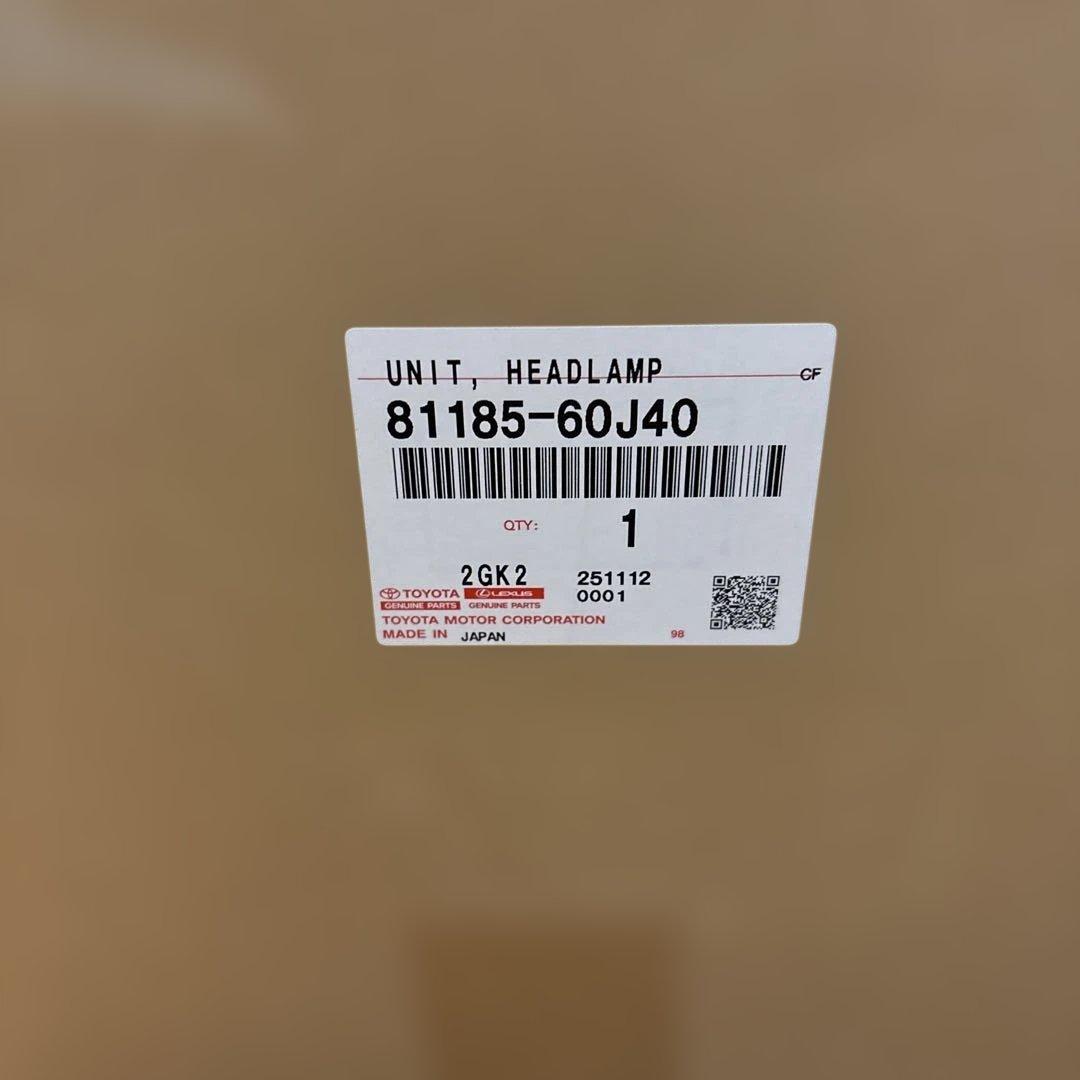 UNIT, HEADLAMP CF
81185-60J40
QTY: 1
2GK2 251112
TOYOTA LEXUS 0001
GENUINE PARTS GENUINE PARTS
TOYOTA MOTOR CORPORATION
MADE IN JAPAN 98